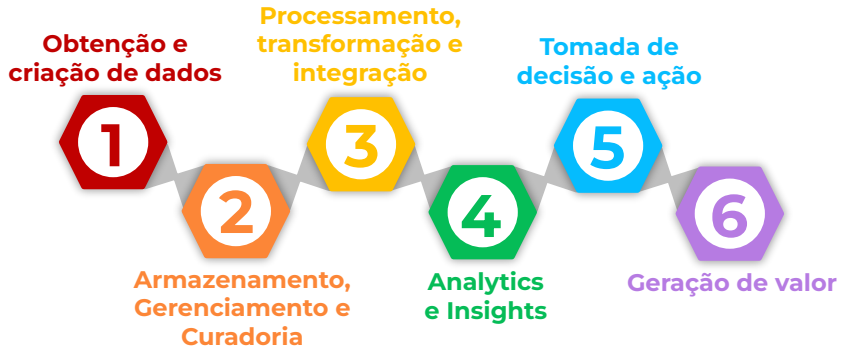 Obtenção e
criação de dados
1
Armazenamento,
Gerenciamento e
Curadoria
2
Processamento,
transformação e
integração
3
Analytics
e Insights
4
Tomada de
decisão e ação
5
Geração de valor
6